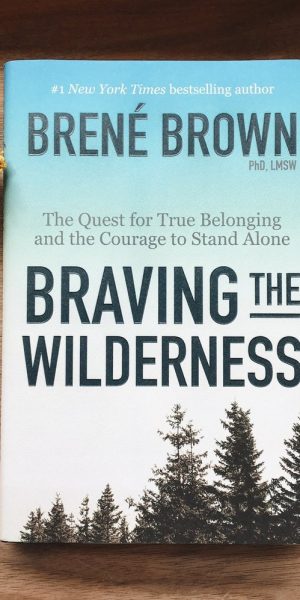 #1 New York Times bestselling author
BRENÉ BROWN
PhD, LMSW
The Quest for True Belonging
and the Courage to Stand Alone
BRAVING THE
WILDERNESS